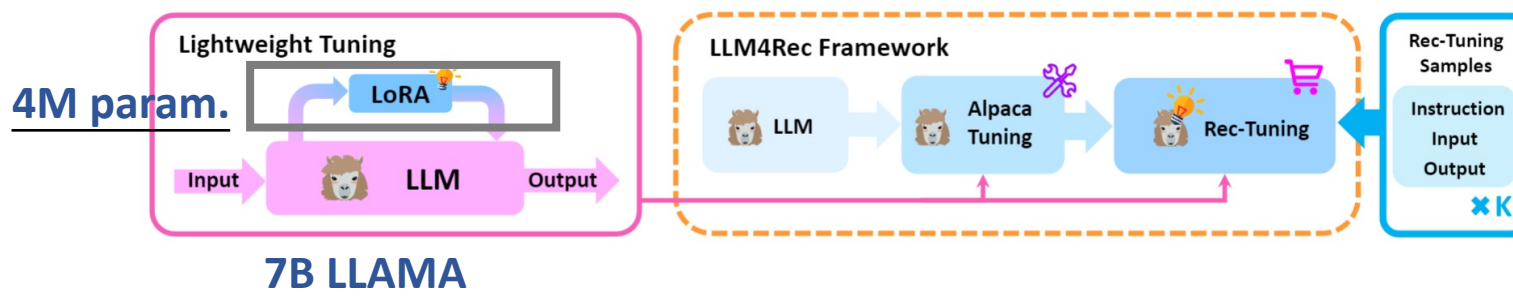 Lightweight Tuning
LoRA
4M param.
Input
LLM
Output
7B LLAMA
LLM4Rec Framework
LLM
Alpaca
Tuning
Rec-Tuning
Rec-Tuning
Samples
Instruction
Input
Output
✖ K